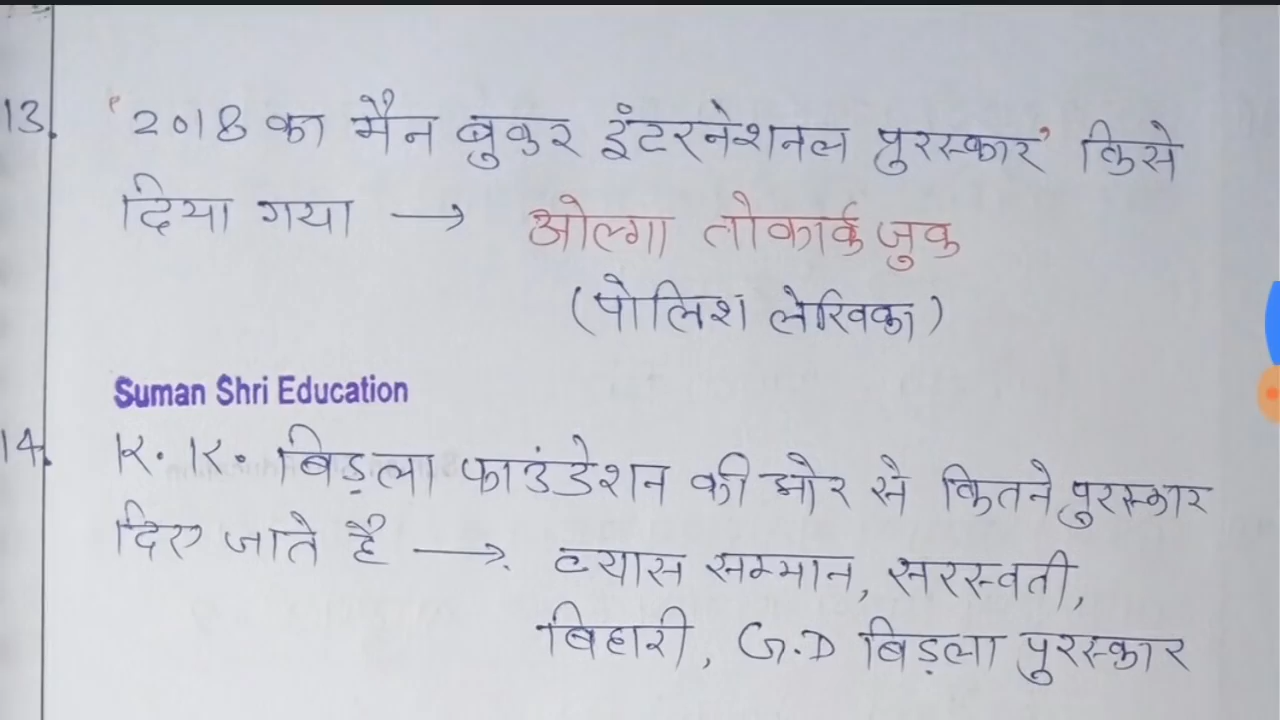 13. '2018 का मैन बुकुर इंटरनेशनल पुरस्कार' किसे
दिया गया → ओल्गा तोकार्कजुक
(पोलिश लेखिका)
Suman Shri Education
14. K. K. बिड़ला फाउंडेशन की ओर से कितने पुरस्कार
दिए जाते है → व्यास सम्मान, सरस्वती,
बिहारी, G.D बिड़ला पुरस्कार